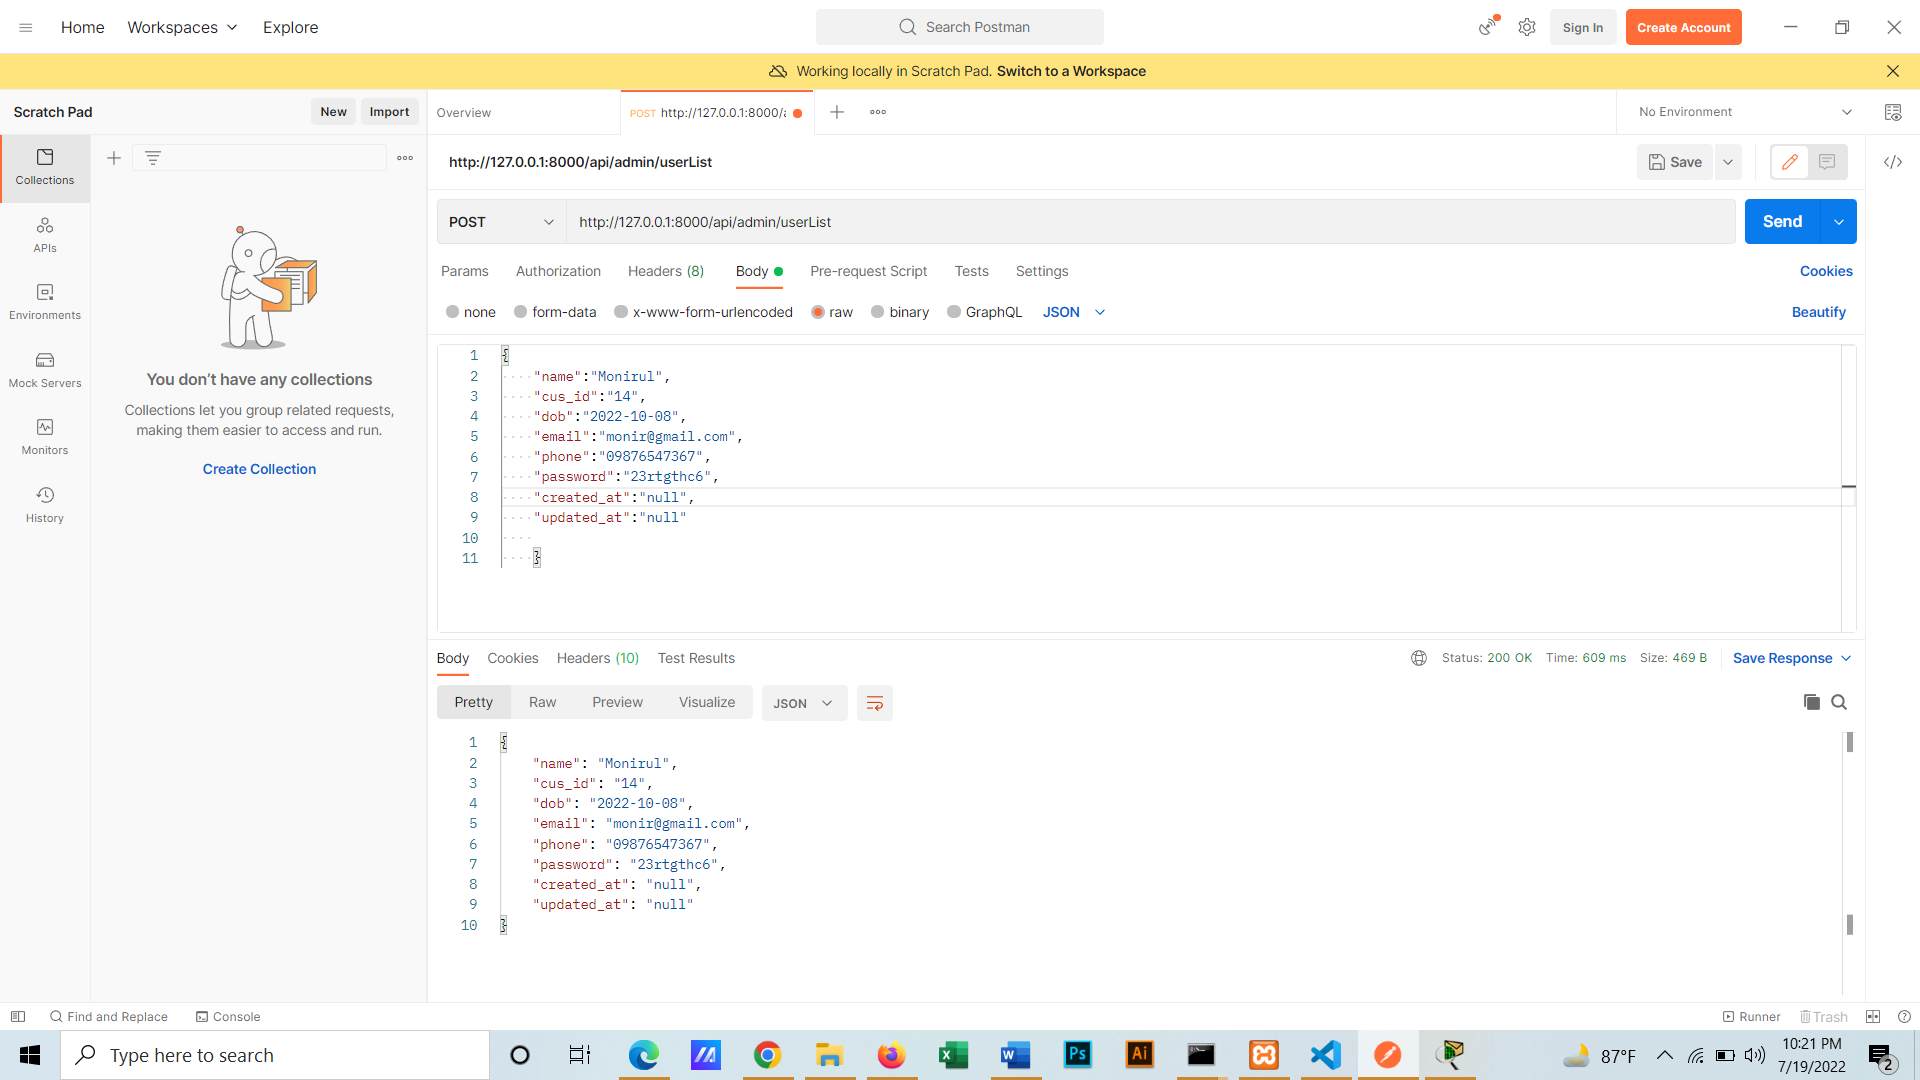 Home
Workspaces
Explore
Search Postman
Sign In
Create Account
Working locally in Scratch Pad. Switch to a Workspace
Scratch Pad
New
Import
Overview
POST http://127.0.0.1:8000/
No Environment
Collections
APIs
Environments
Mock Servers
Monitors
History
You don’t have any collections
Collections let you group related requests,
making them easier to access and run.
Create Collection
http://127.0.0.1:8000/api/admin/userList
Save
POST
http://127.0.0.1:8000/api/admin/userList
Send
Params
Authorization
Headers (8)
Body
Pre-request Script
Tests
Settings
Cookies
none
form-data
x-www-form-urlencoded
raw
binary
GraphQL
JSON
Beautify
1 {
2 "name":"Monirul",
3 "cus_id":"14",
4 "dob":"2022-10-08",
5 "email":"monir@gmail.com",
6 "phone":"09876547367",
7 "password":"23rtgthc6",
8 "created_at":"null",
9 "updated_at":"null"
10
11 }
Body
Cookies
Headers (10)
Test Results
Status: 200 OK
Time: 609 ms
Size: 469 B
Save Response
Pretty
Raw
Preview
Visualize
JSON
1 {
2 "name": "Monirul",
3 "cus_id": "14",
4 "dob": "2022-10-08",
5 "email": "monir@gmail.com",
6 "phone": "09876547367",
7 "password": "23rtgthc6",
8 "created_at": "null",
9 "updated_at": "null"
10 }
Find and Replace
Console
Runner
Trash
Type here to search
Ps
Ai
87°F
10:21 PM
7/19/2022
2